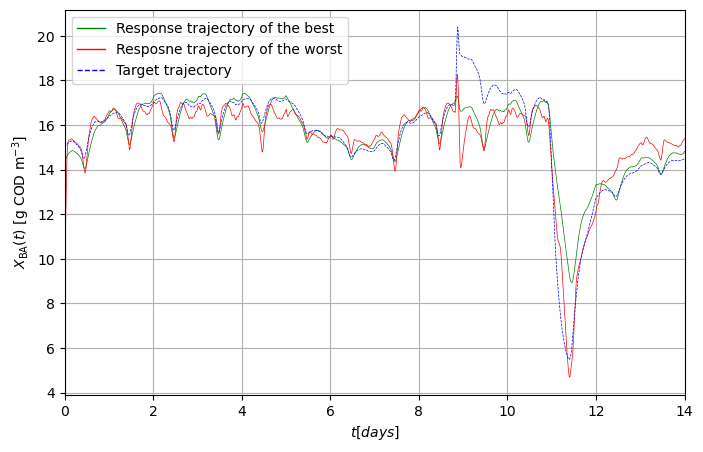 Response trajectory of the best
Resposne trajectory of the worst
Target trajectory
20
18
16
14
12
10
8
6
4
0 2 4 6 8 10 12 14
X_BA(t) [g COD m⁻³]
t[days]